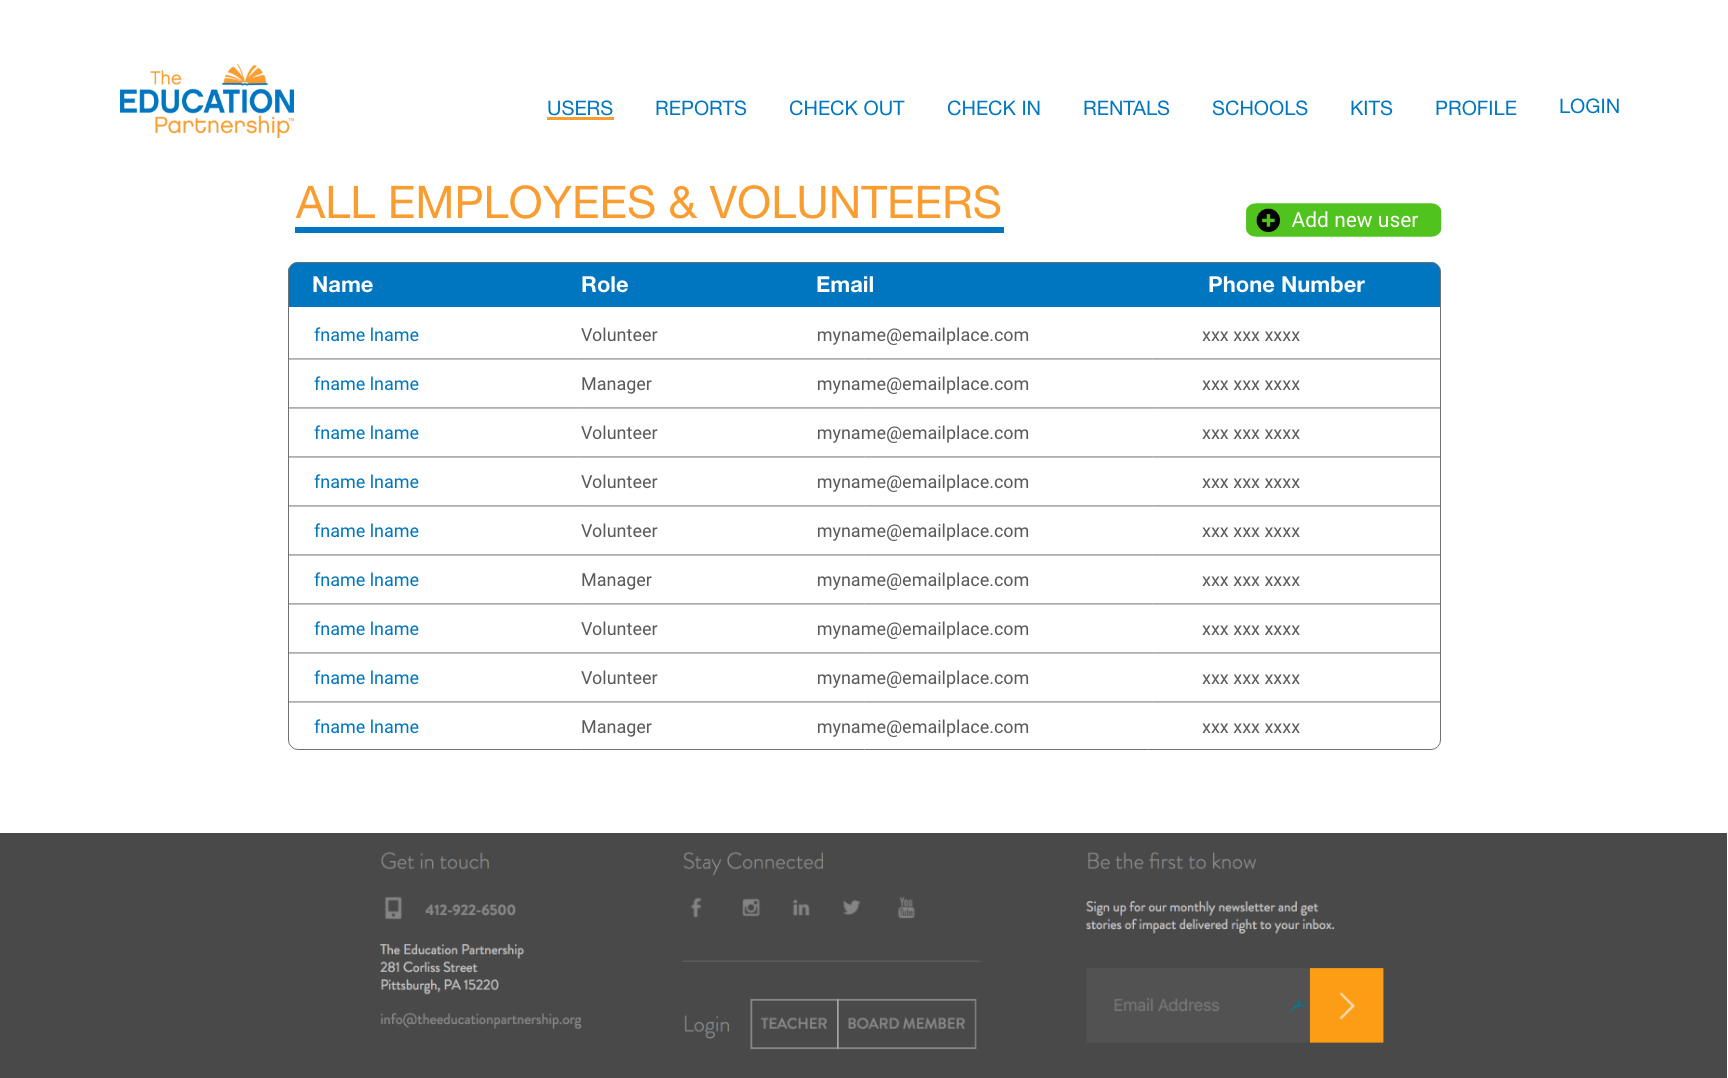 The
EDUCATION
Partnership™
USERS REPORTS CHECK OUT CHECK IN RENTALS SCHOOLS KITS PROFILE LOGIN
ALL EMPLOYEES & VOLUNTEERS
Add new user
Name Role Email Phone Number
fname lname Volunteer myname@emailplace.com xxx xxx xxxx
fname lname Manager myname@emailplace.com xxx xxx xxxx
fname lname Volunteer myname@emailplace.com xxx xxx xxxx
fname lname Volunteer myname@emailplace.com xxx xxx xxxx
fname lname Volunteer myname@emailplace.com xxx xxx xxxx
fname lname Manager myname@emailplace.com xxx xxx xxxx
fname lname Volunteer myname@emailplace.com xxx xxx xxxx
fname lname Volunteer myname@emailplace.com xxx xxx xxxx
fname lname Manager myname@emailplace.com xxx xxx xxxx
Get in touch
412-922-6500
The Education Partnership
281 Corliss Street
Pittsburgh, PA 15220
info@theeducationpartnership.org
Stay Connected
You
Tube
Login TEACHER BOARD MEMBER
Be the first to know
Sign up for our monthly newsletter and get
stories of impact delivered right to your inbox.
Email Address